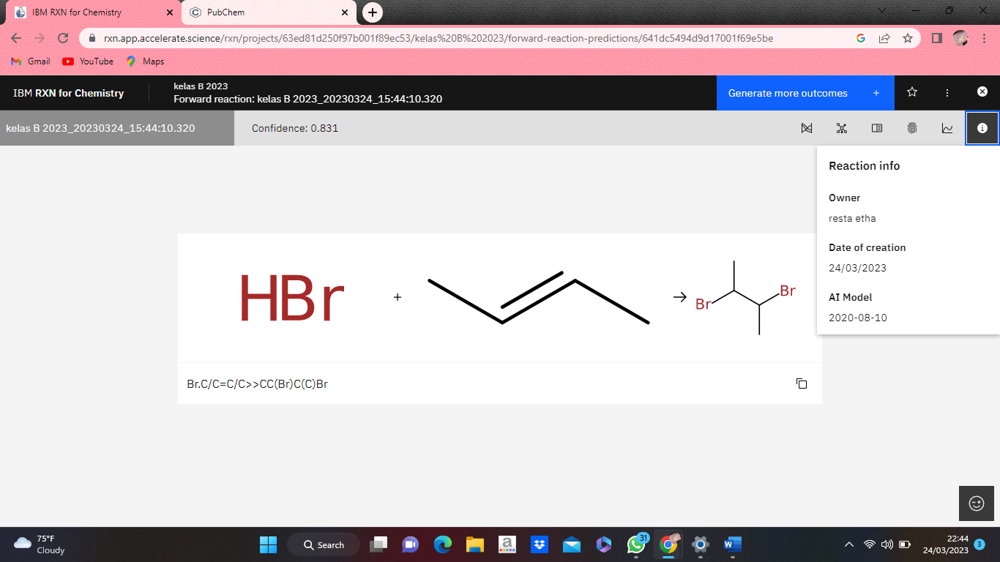 IBM RXN for Chemistry
PubChem
rxn.app.accelerate.science/rxn/projects/63ed81d250f97b001f89ec53/kelas%20B%202023/forward-reaction-predictions/641dc5494d9d17001f69e5be
Gmail
YouTube
Maps
IBM RXN for Chemistry
kelas B 2023
Forward reaction: kelas B 2023_20230324_15:44:10.320
Generate more outcomes +
kelas B 2023_20230324_15:44:10.320
Confidence: 0.831
Reaction info
Owner
resta etha
Date of creation
24/03/2023
AI Model
2020-08-10
HBr
+
Br
Br
Br.C/C=C/C>>CC(Br)C(C)Br
75°F
Cloudy
Search
31
22:44
24/03/2023
3